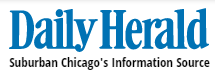 Daily Herald
Suburban Chicago's Information Source